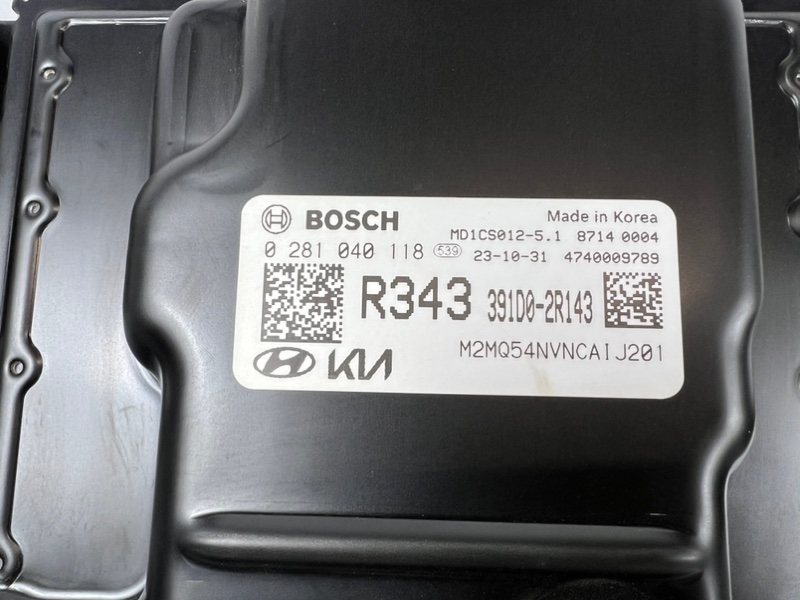 BOSCH Made in Korea
MD1CS012-5.1 8714 0004
0 281 040 118 539 23-10-31 4740009789
R343 391D0-2R143
KIA M2MQ54NVNCAIJ201